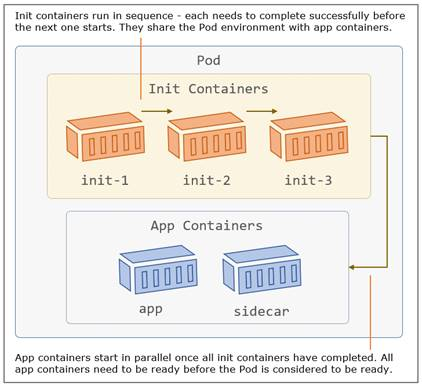 Init containers run in sequence - each needs to complete successfully before
the next one starts. They share the Pod environment with app containers.
Pod
Init Containers
init-1 init-2 init-3
App Containers
app sidecar
App containers start in parallel once all init containers have completed. All
app containers need to be ready before the Pod is considered to be ready.